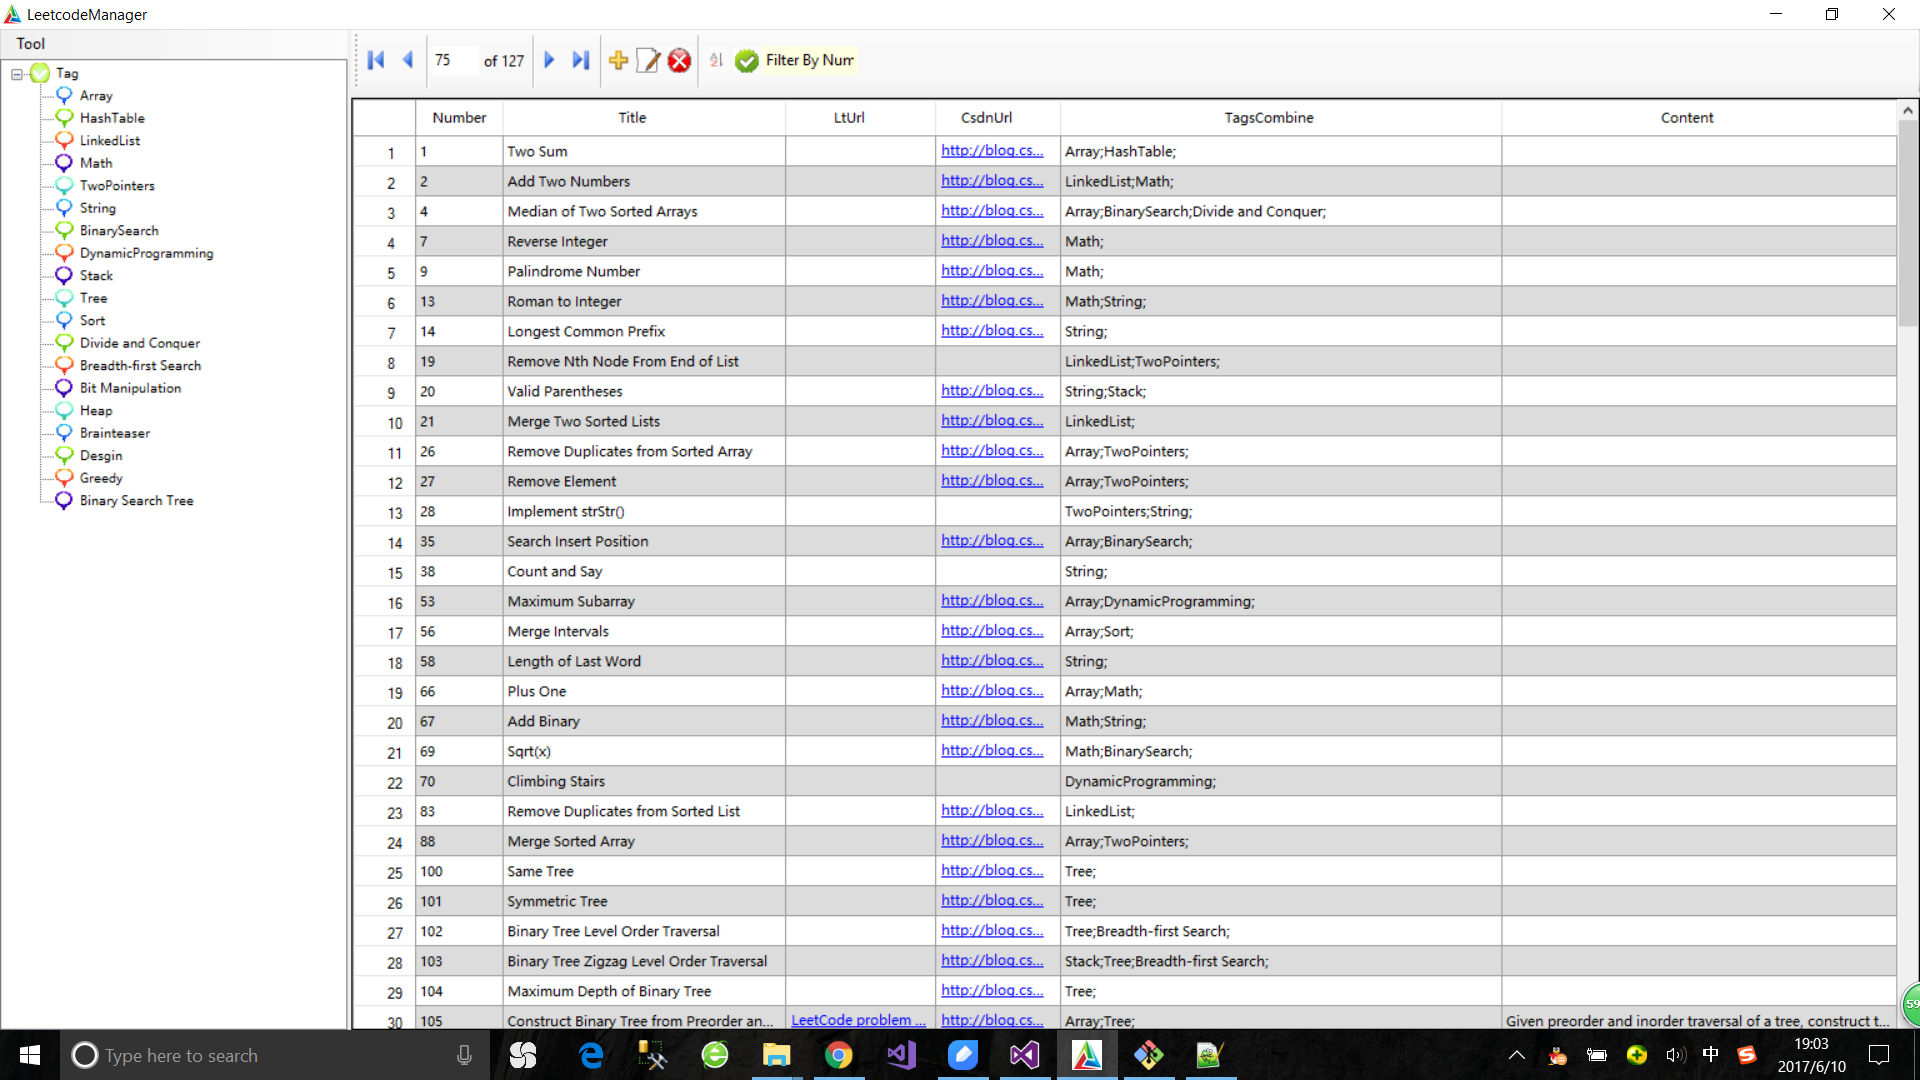 LeetcodeManager
Tool
75 of 127 Filter By Num
Tag
Array
HashTable
LinkedList
Math
TwoPointers
String
BinarySearch
DynamicProgramming
Stack
Tree
Sort
Divide and Conquer
Breadth-first Search
Bit Manipulation
Heap
Brainteaser
Desgin
Greedy
Binary Search Tree
Number Title LtUrl CsdnUrl TagsCombine Content
1 1 Two Sum http://blog.cs... Array;HashTable;
2 2 Add Two Numbers http://blog.cs... LinkedList;Math;
3 4 Median of Two Sorted Arrays http://blog.cs... Array;BinarySearch;Divide and Conquer;
4 7 Reverse Integer http://blog.cs... Math;
5 9 Palindrome Number http://blog.cs... Math;
6 13 Roman to Integer http://blog.cs... Math;String;
7 14 Longest Common Prefix http://blog.cs... String;
8 19 Remove Nth Node From End of List LinkedList;TwoPointers;
9 20 Valid Parentheses http://blog.cs... String;Stack;
10 21 Merge Two Sorted Lists http://blog.cs... LinkedList;
11 26 Remove Duplicates from Sorted Array http://blog.cs... Array;TwoPointers;
12 27 Remove Element http://blog.cs... Array;TwoPointers;
13 28 Implement strStr() TwoPointers;String;
14 35 Search Insert Position http://blog.cs... Array;BinarySearch;
15 38 Count and Say String;
16 53 Maximum Subarray http://blog.cs... Array;DynamicProgramming;
17 56 Merge Intervals http://blog.cs... Array;Sort;
18 58 Length of Last Word http://blog.cs... String;
19 66 Plus One http://blog.cs... Array;Math;
20 67 Add Binary http://blog.cs... Math;String;
21 69 Sqrt(x) http://blog.cs... Math;BinarySearch;
22 70 Climbing Stairs DynamicProgramming;
23 83 Remove Duplicates from Sorted List http://blog.cs... LinkedList;
24 88 Merge Sorted Array http://blog.cs... Array;TwoPointers;
25 100 Same Tree http://blog.cs... Tree;
26 101 Symmetric Tree http://blog.cs... Tree;
27 102 Binary Tree Level Order Traversal http://blog.cs... Tree;Breadth-first Search;
28 103 Binary Tree Zigzag Level Order Traversal http://blog.cs... Stack;Tree;Breadth-first Search;
29 104 Maximum Depth of Binary Tree http://blog.cs... Tree;
30 105 Construct Binary Tree from Preorder an... LeetCode problem ... http://blog.cs... Array;Tree; Given preorder and inorder traversal of a tree, construct t...
59
Type here to search
中
19:03
2017/6/10